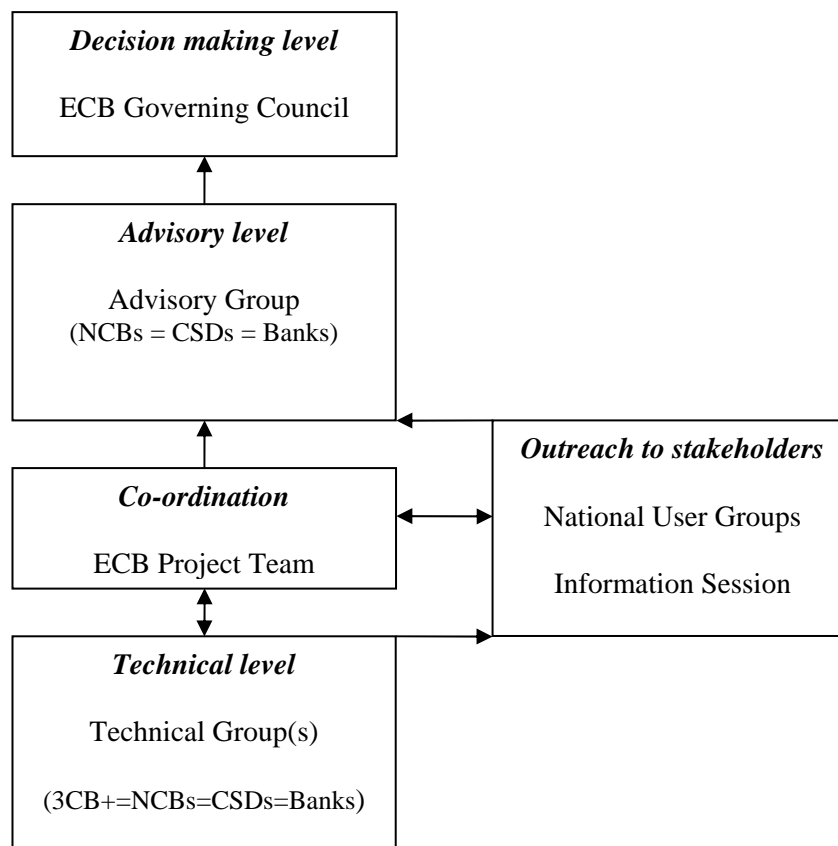 Decision making level
ECB Governing Council
Advisory level
Advisory Group
(NCBs = CSDs = Banks)
Outreach to stakeholders
National User Groups
Information Session
Co-ordination
ECB Project Team
Technical level
Technical Group(s)
(3CB+=NCBs=CSDs=Banks)